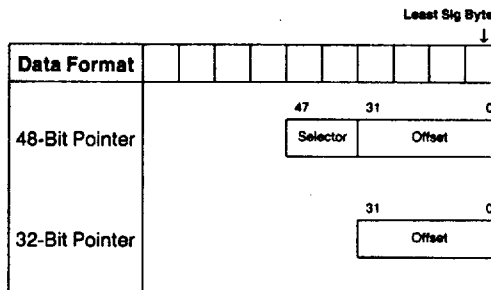 Least Sig Byte
↓
Data Format
47 31 0
48-Bit Pointer Selector Offset
31 0
32-Bit Pointer Offset